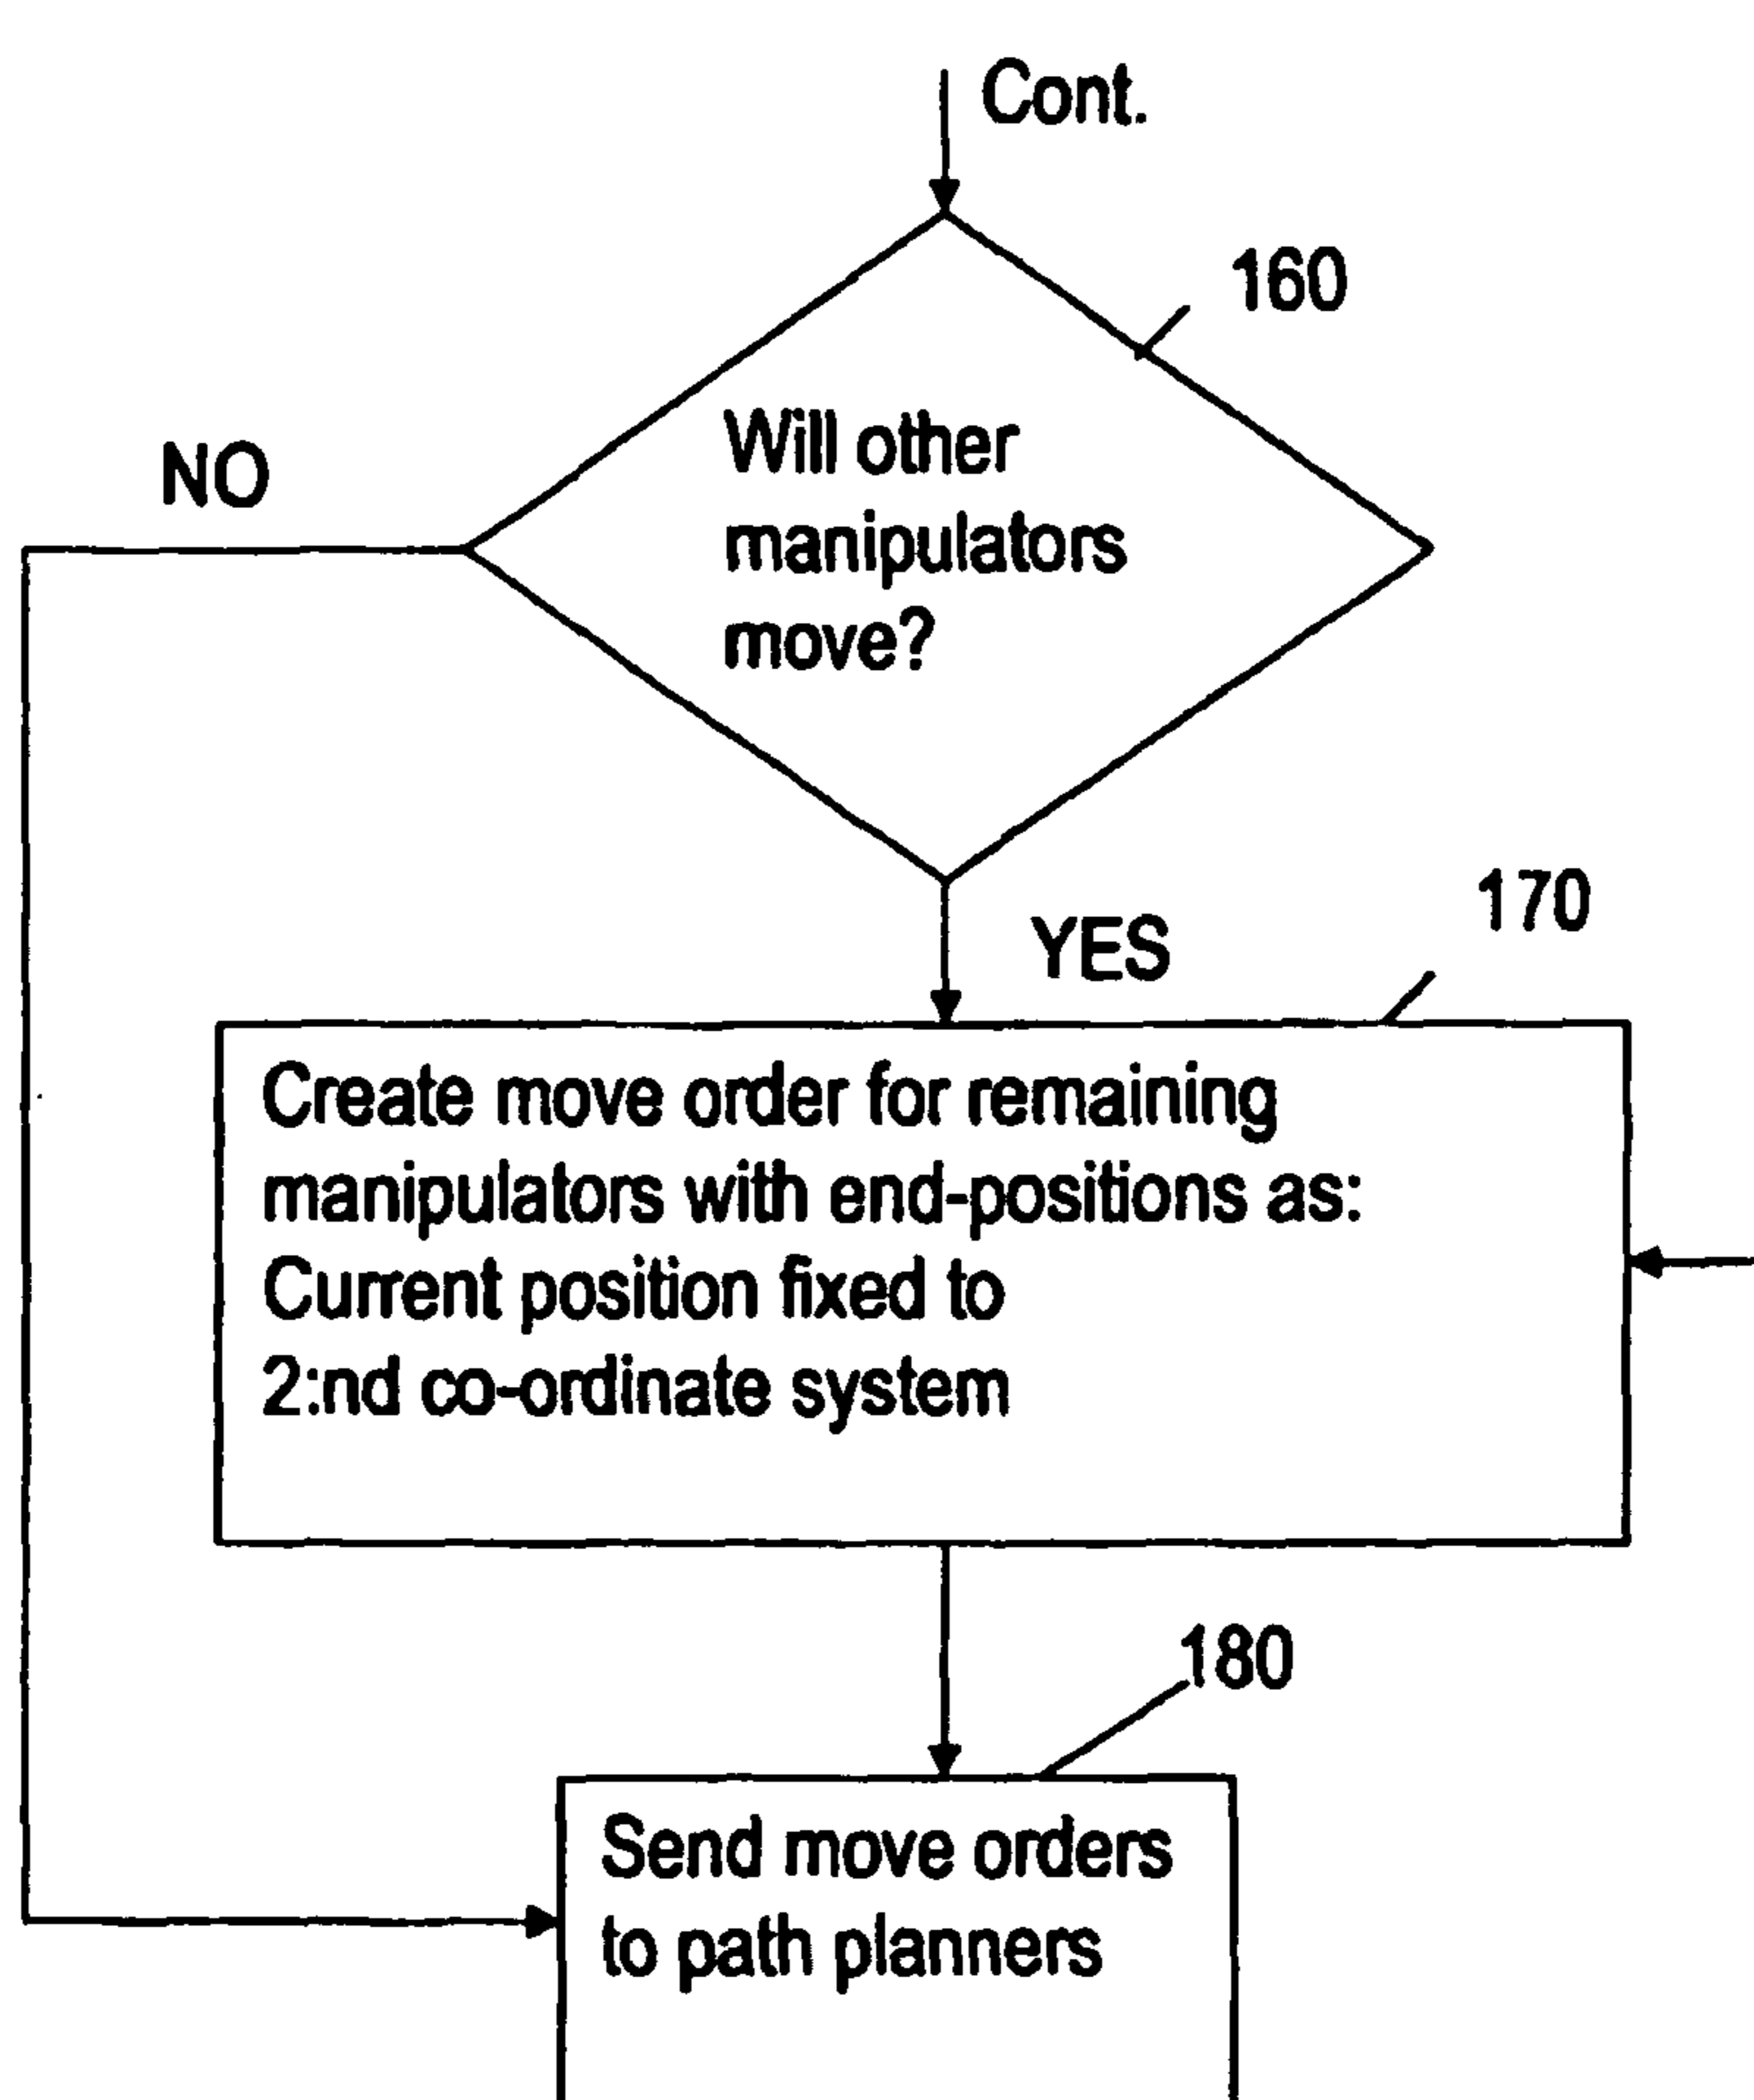 Cont.
160
Will other
manipulators
move?
NO
170
YES
Create move order for remaining
manipulators with end-positions as:
Current position fixed to
2:nd co-ordinate system
180
Send move orders
to path planners